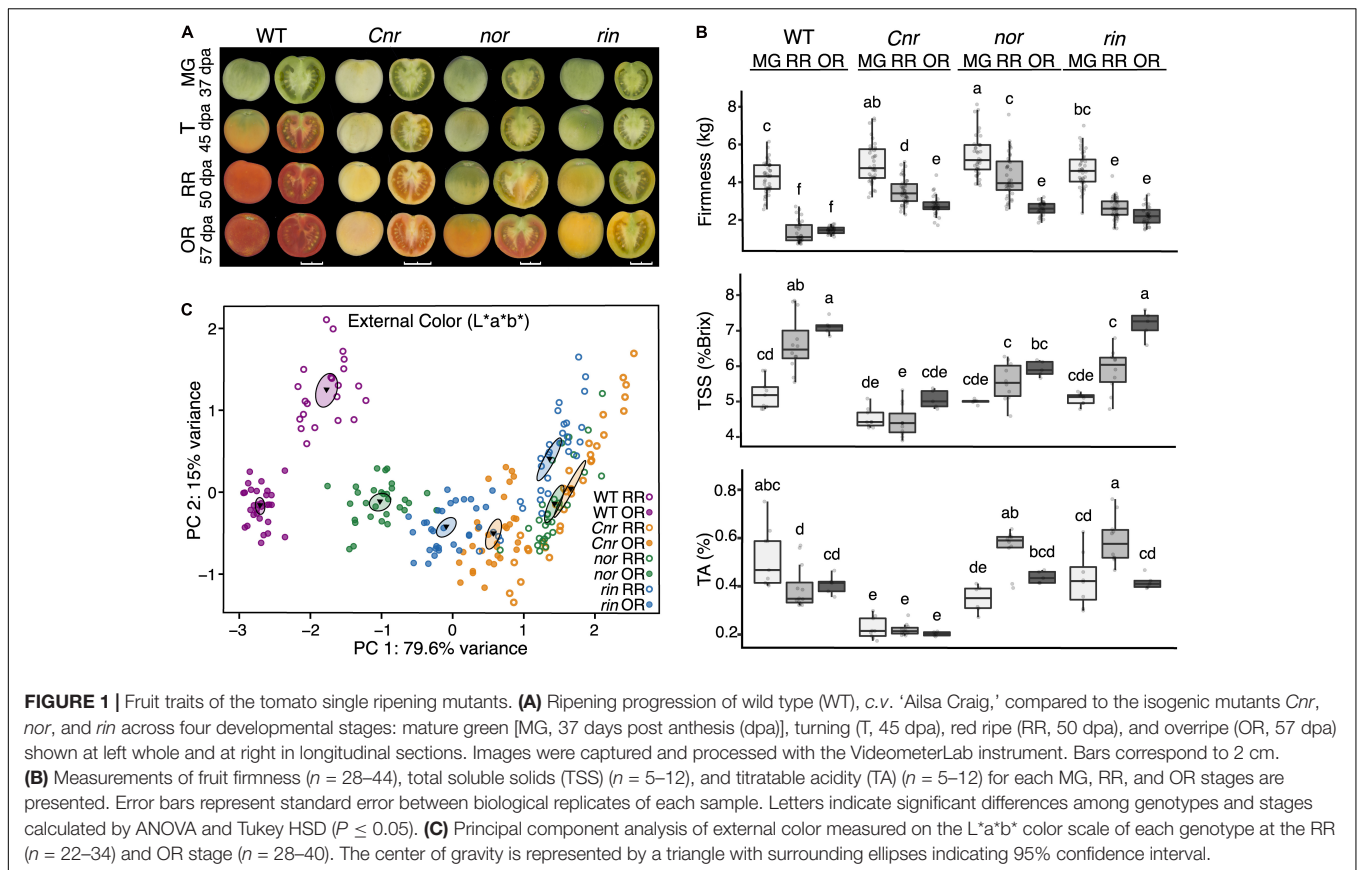 A
WT Cnr nor rin
MG 37 dpa
T 45 dpa
RR 50 dpa
OR 57 dpa
B
WT Cnr nor rin
MG RR OR MG RR OR MG RR OR MG RR OR
Firmness (kg)
8
6
4
2
c f f ab d e a c e bc e e
TSS (%Brix)
8
7
6
5
4
cd ab a de e cde cde c bc cde c a
TA (%)
0.8
0.6
0.4
0.2
abc d cd e e e de ab bcd cd a cd
C
External Color (L*a*b*)
PC 2: 15% variance
2
1
0
−1
WT RR
WT OR
Cnr RR
Cnr OR
nor RR
nor OR
rin RR
rin OR
−3 −2 −1 0 1 2
PC 1: 79.6% variance
FIGURE 1 | Fruit traits of the tomato single ripening mutants. (A) Ripening progression of wild type (WT), c.v. ‘Ailsa Craig,’ compared to the isogenic mutants Cnr,
nor, and rin across four developmental stages: mature green [MG, 37 days post anthesis (dpa)], turning (T, 45 dpa), red ripe (RR, 50 dpa), and overripe (OR, 57 dpa)
shown at left whole and at right in longitudinal sections. Images were captured and processed with the VideometerLab instrument. Bars correspond to 2 cm.
(B) Measurements of fruit firmness (n = 28–44), total soluble solids (TSS) (n = 5–12), and titratable acidity (TA) (n = 5–12) for each MG, RR, and OR stages are
presented. Error bars represent standard error between biological replicates of each sample. Letters indicate significant differences among genotypes and stages
calculated by ANOVA and Tukey HSD (P ≤ 0.05). (C) Principal component analysis of external color measured on the L*a*b* color scale of each genotype at the RR
(n = 22–34) and OR stage (n = 28–40). The center of gravity is represented by a triangle with surrounding ellipses indicating 95% confidence interval.